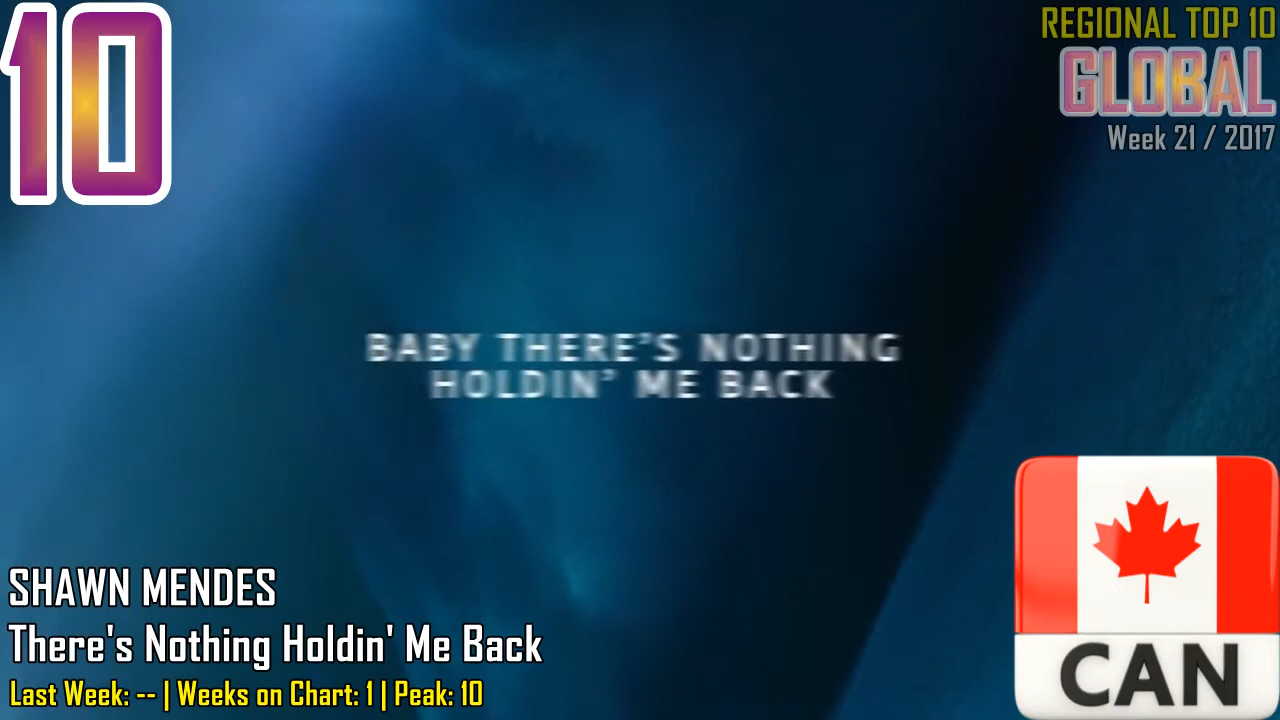 10
REGIONAL TOP 10
GLOBAL
Week 21 / 2017
BABY THERE'S NOTHING
HOLDIN' ME BACK
SHAWN MENDES
There's Nothing Holdin' Me Back
Last Week: -- | Weeks on Chart: 1 | Peak: 10
CAN